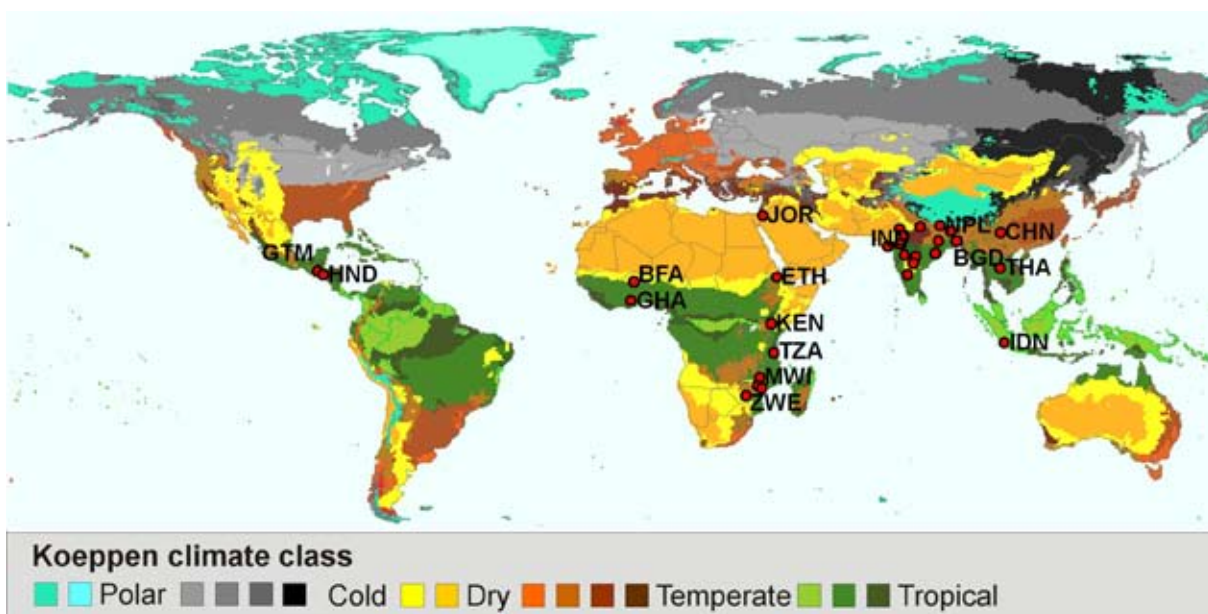 JOR
NPL
CHN
IND
GTM
BGD
HND
BFA
ETH
THA
GHA
KEN
IDN
TZA
MWI
ZWE
Koeppen climate class
Polar Cold Dry Temperate Tropical